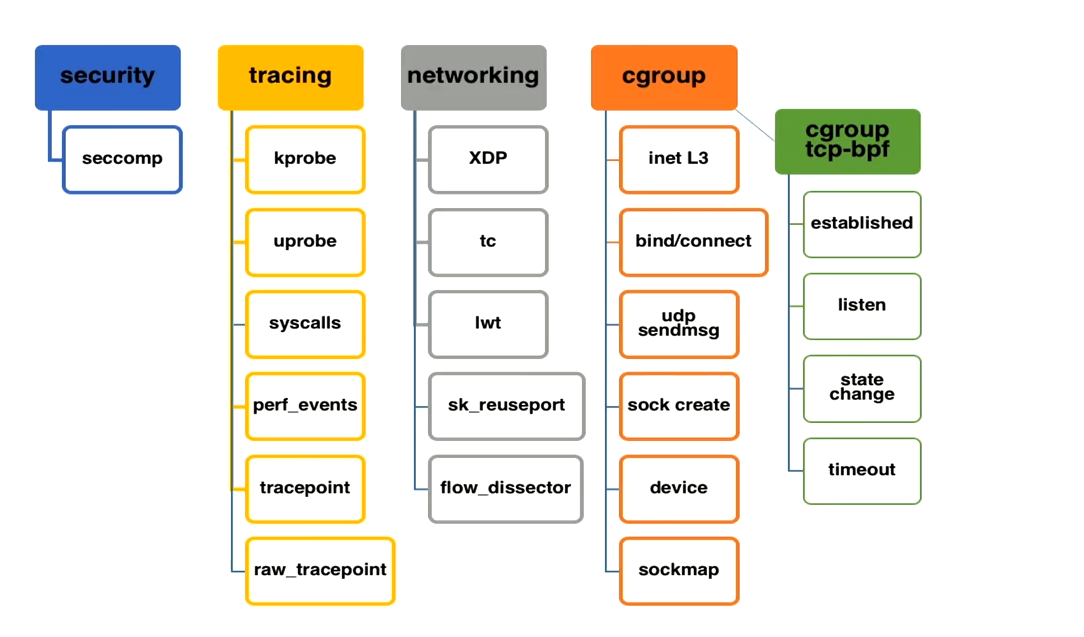 security
seccomp
tracing
kprobe
uprobe
syscalls
perf_events
tracepoint
raw_tracepoint
networking
XDP
tc
lwt
sk_reuseport
flow_dissector
cgroup
inet L3
bind/connect
udp
sendmsg
sock create
device
sockmap
cgroup
tcp-bpf
established
listen
state
change
timeout